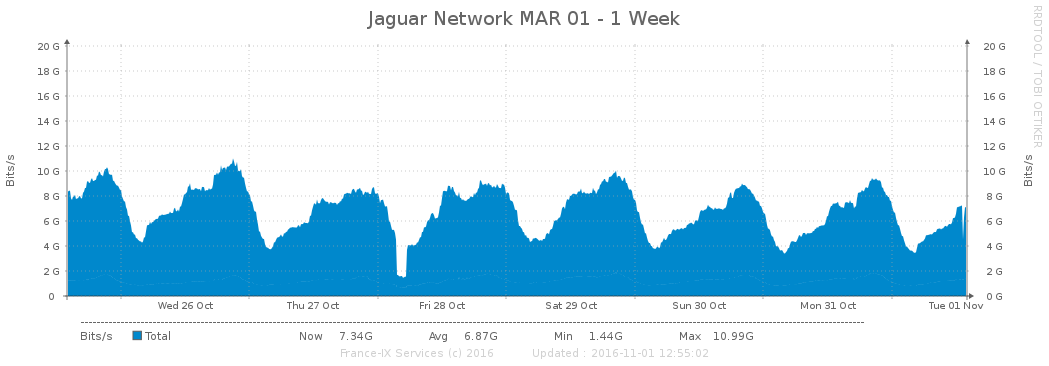 Jaguar Network MAR 01 - 1 Week
RRDTOOL / TOBI OETIKER
Bits/s
20 G
18 G
16 G
14 G
12 G
10 G
8 G
6 G
4 G
2 G
0
20 G
18 G
16 G
14 G
12 G
10 G
8 G
6 G
4 G
2 G
0 G
Bits/s
Wed 26 Oct Thu 27 Oct Fri 28 Oct Sat 29 Oct Sun 30 Oct Mon 31 Oct Tue 01 Nov
Bits/s Total Now 7.34G Avg 6.87G Min 1.44G Max 10.99G
France-IX Services (c) 2016 Updated : 2016-11-01 12:55:02